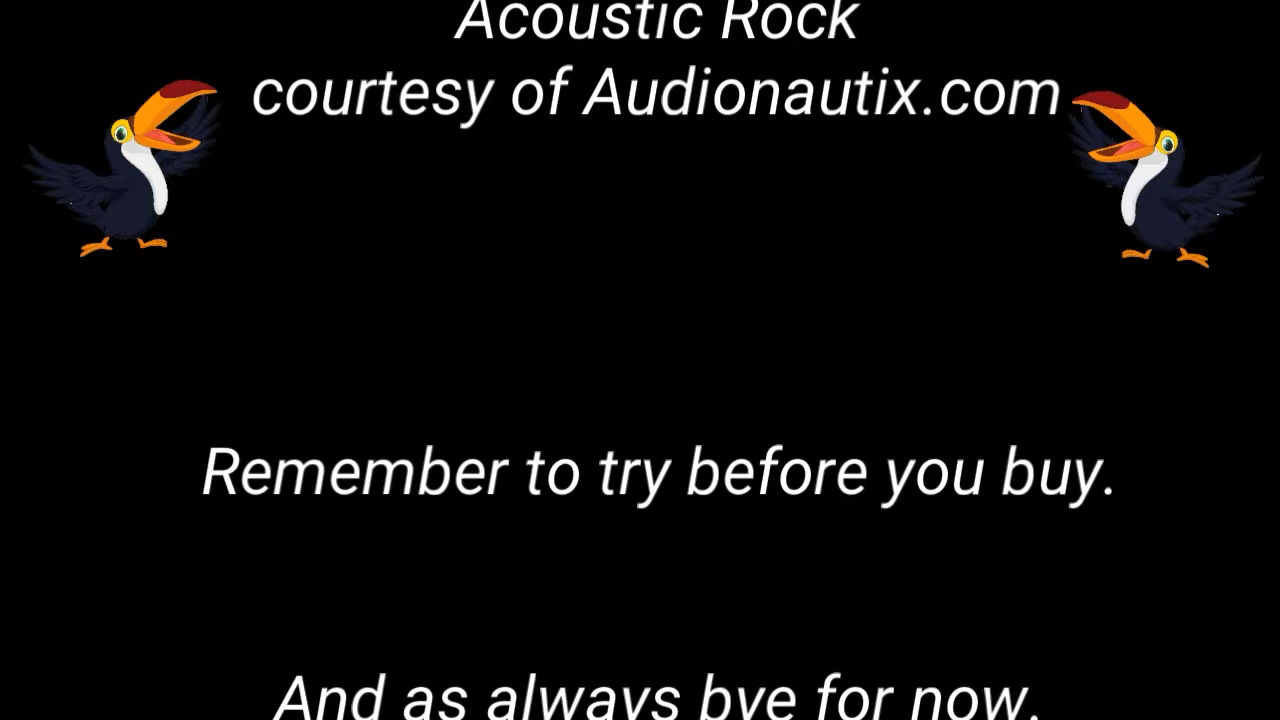 Acoustic Rock
courtesy of Audionautix.com
Remember to try before you buy.
And as always bye for now.